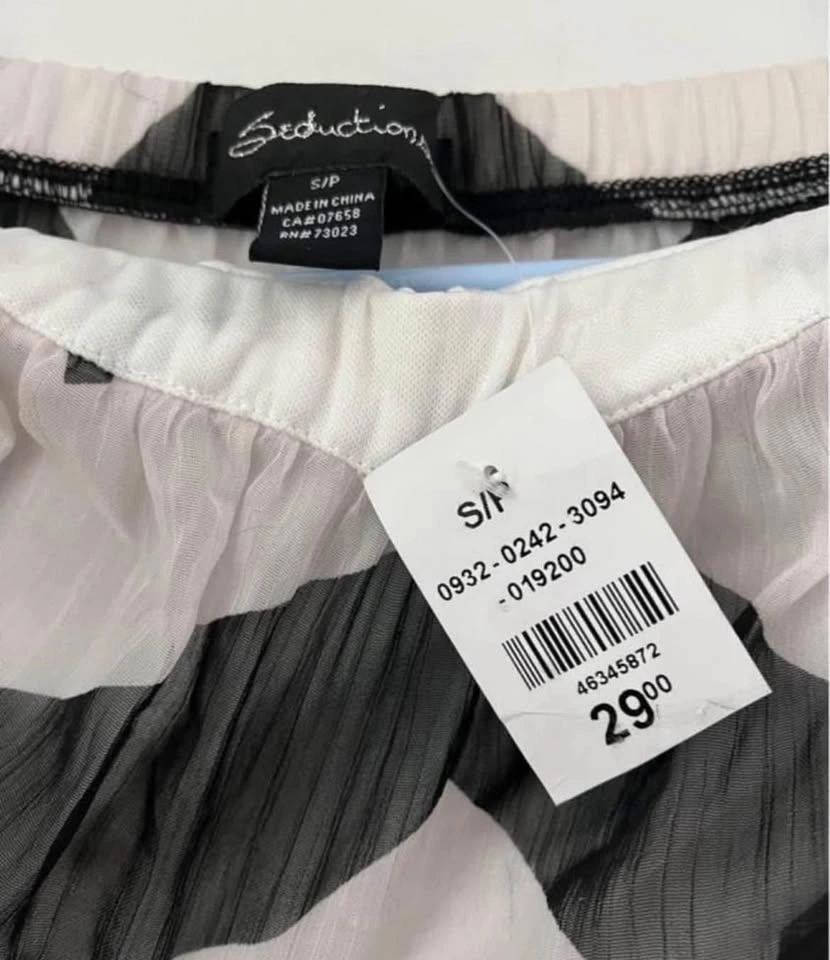 Seduction
S/P
MADE IN CHINA
CA#07658
RN#73023
S/P
0932-0242-3094
-019200
46345872
29.00